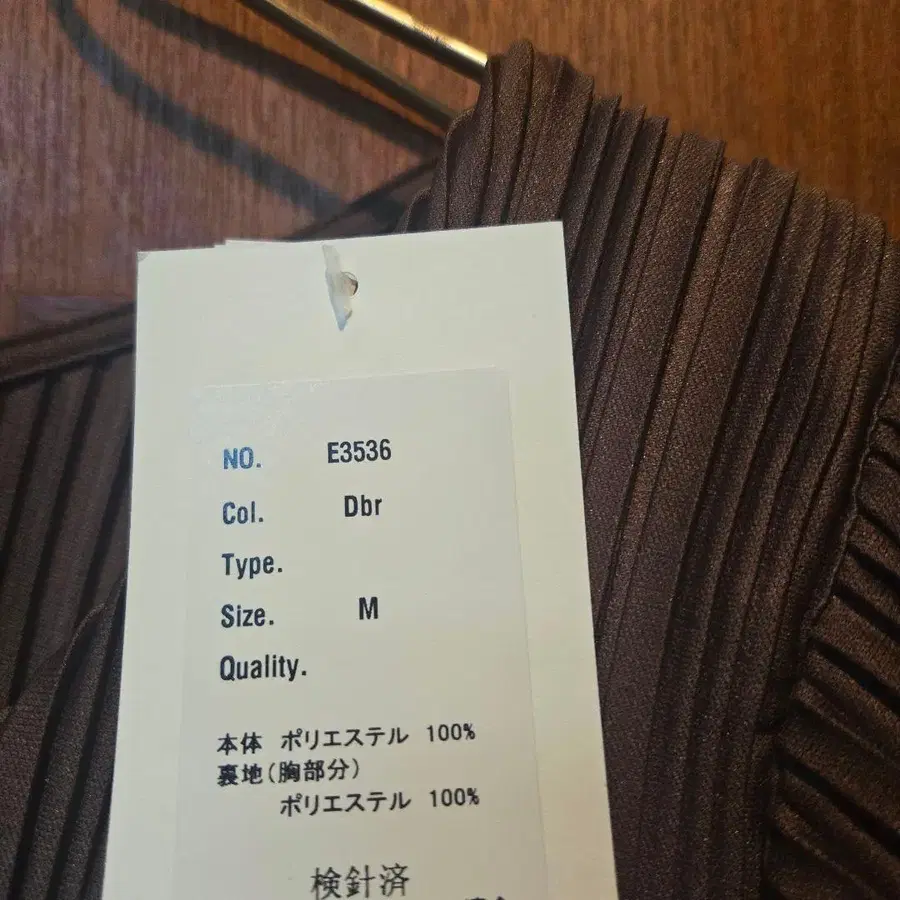 NO. E3536
Col. Dbr
Type.
Size. M
Quality.
本体 ポリエステル 100%
裏地(胸部分)
ポリエステル 100%
検針済